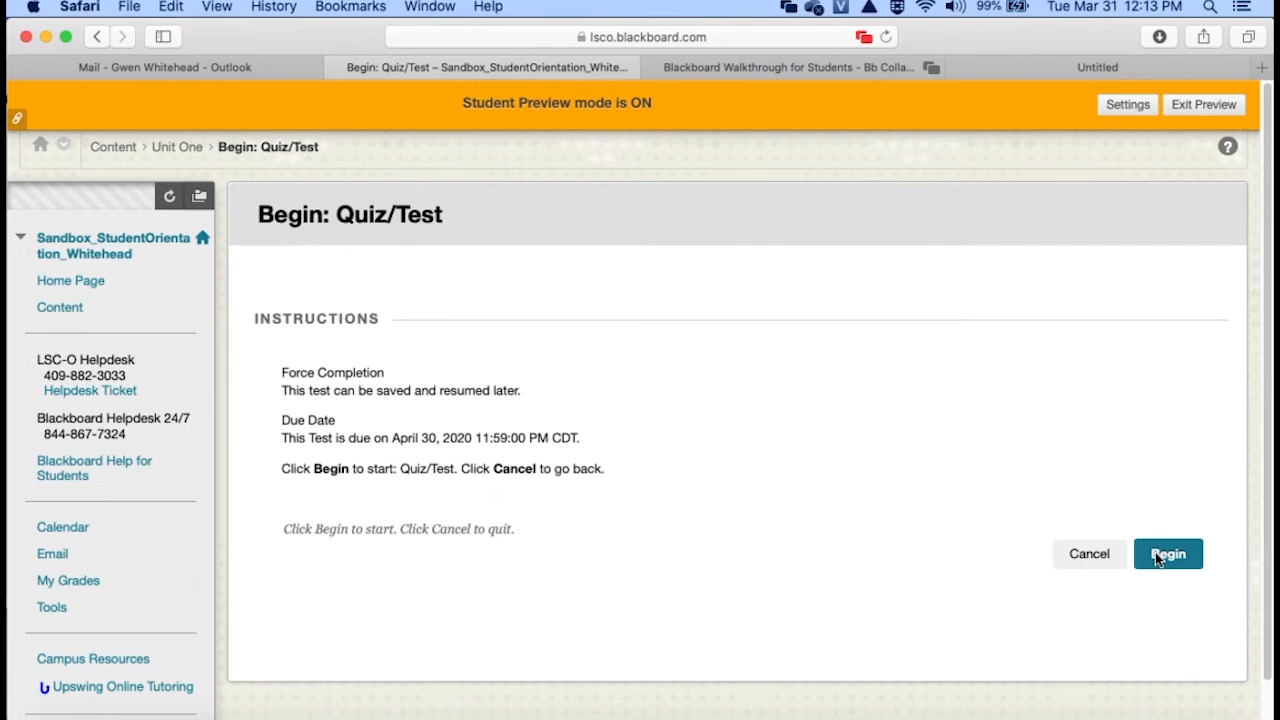 Safari File Edit View History Bookmarks Window Help 99% Tue Mar 31 12:13 PM
lsco.blackboard.com
Mail - Gwen Whitehead - Outlook
Begin: Quiz/Test – Sandbox_StudentOrientation_White...
Blackboard Walkthrough for Students - Bb Colla...
Untitled
Student Preview mode is ON
Settings
Exit Preview
Content > Unit One > Begin: Quiz/Test
Sandbox_StudentOrienta
tion_Whitehead
Home Page
Content
LSC-O Helpdesk
409-882-3033
Helpdesk Ticket
Blackboard Helpdesk 24/7
844-867-7324
Blackboard Help for
Students
Calendar
Email
My Grades
Tools
Campus Resources
Upswing Online Tutoring
Begin: Quiz/Test
INSTRUCTIONS
Force Completion
This test can be saved and resumed later.
Due Date
This Test is due on April 30, 2020 11:59:00 PM CDT.
Click Begin to start: Quiz/Test. Click Cancel to go back.
Click Begin to start. Click Cancel to quit.
Cancel
Begin